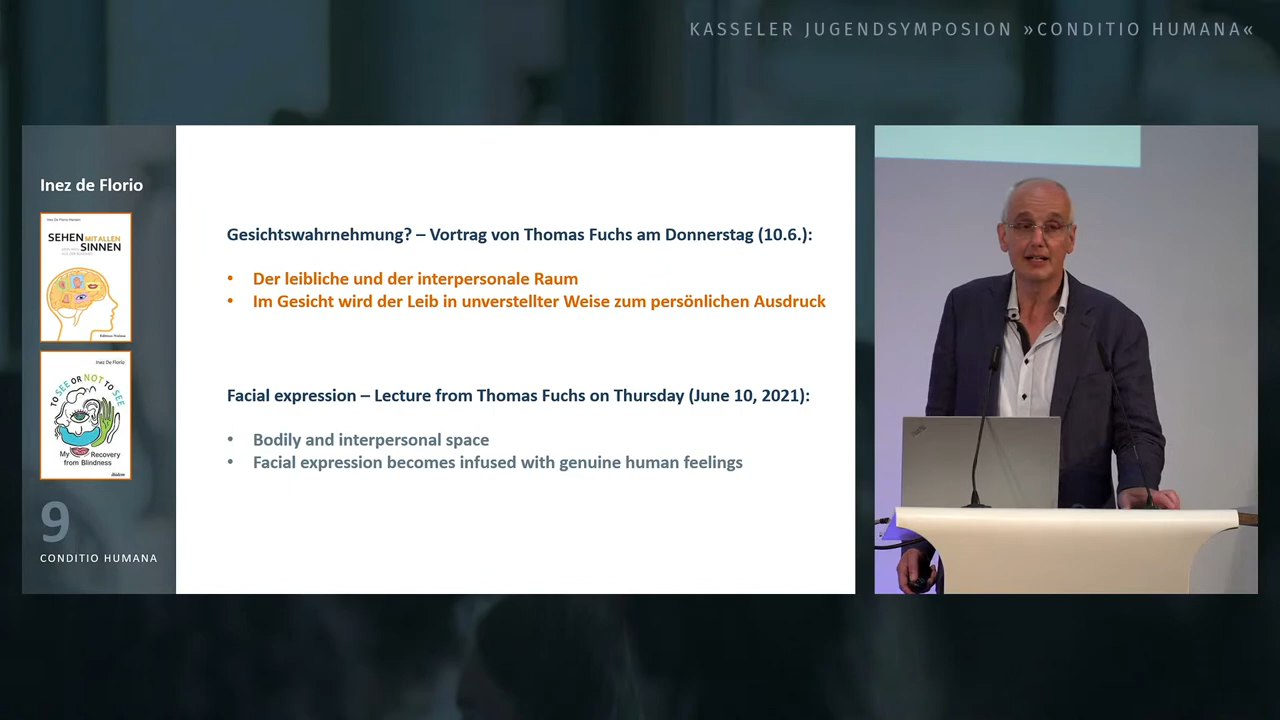 KASSELER JUGENDSYMPOSION »CONDITIO HUMANA«
Inez de Florio
SEHEN MIT ALLEN
SINNEN
Inez De Florio
TO SEE OR NOT TO SEE
My Recovery
from Blindness
9
CONDITIO HUMANA
Gesichtswahrnehmung? – Vortrag von Thomas Fuchs am Donnerstag (10.6.):
• Der leibliche und der interpersonale Raum
• Im Gesicht wird der Leib in unverstellter Weise zum persönlichen Ausdruck
Facial expression – Lecture from Thomas Fuchs on Thursday (June 10, 2021):
• Bodily and interpersonal space
• Facial expression becomes infused with genuine human feelings